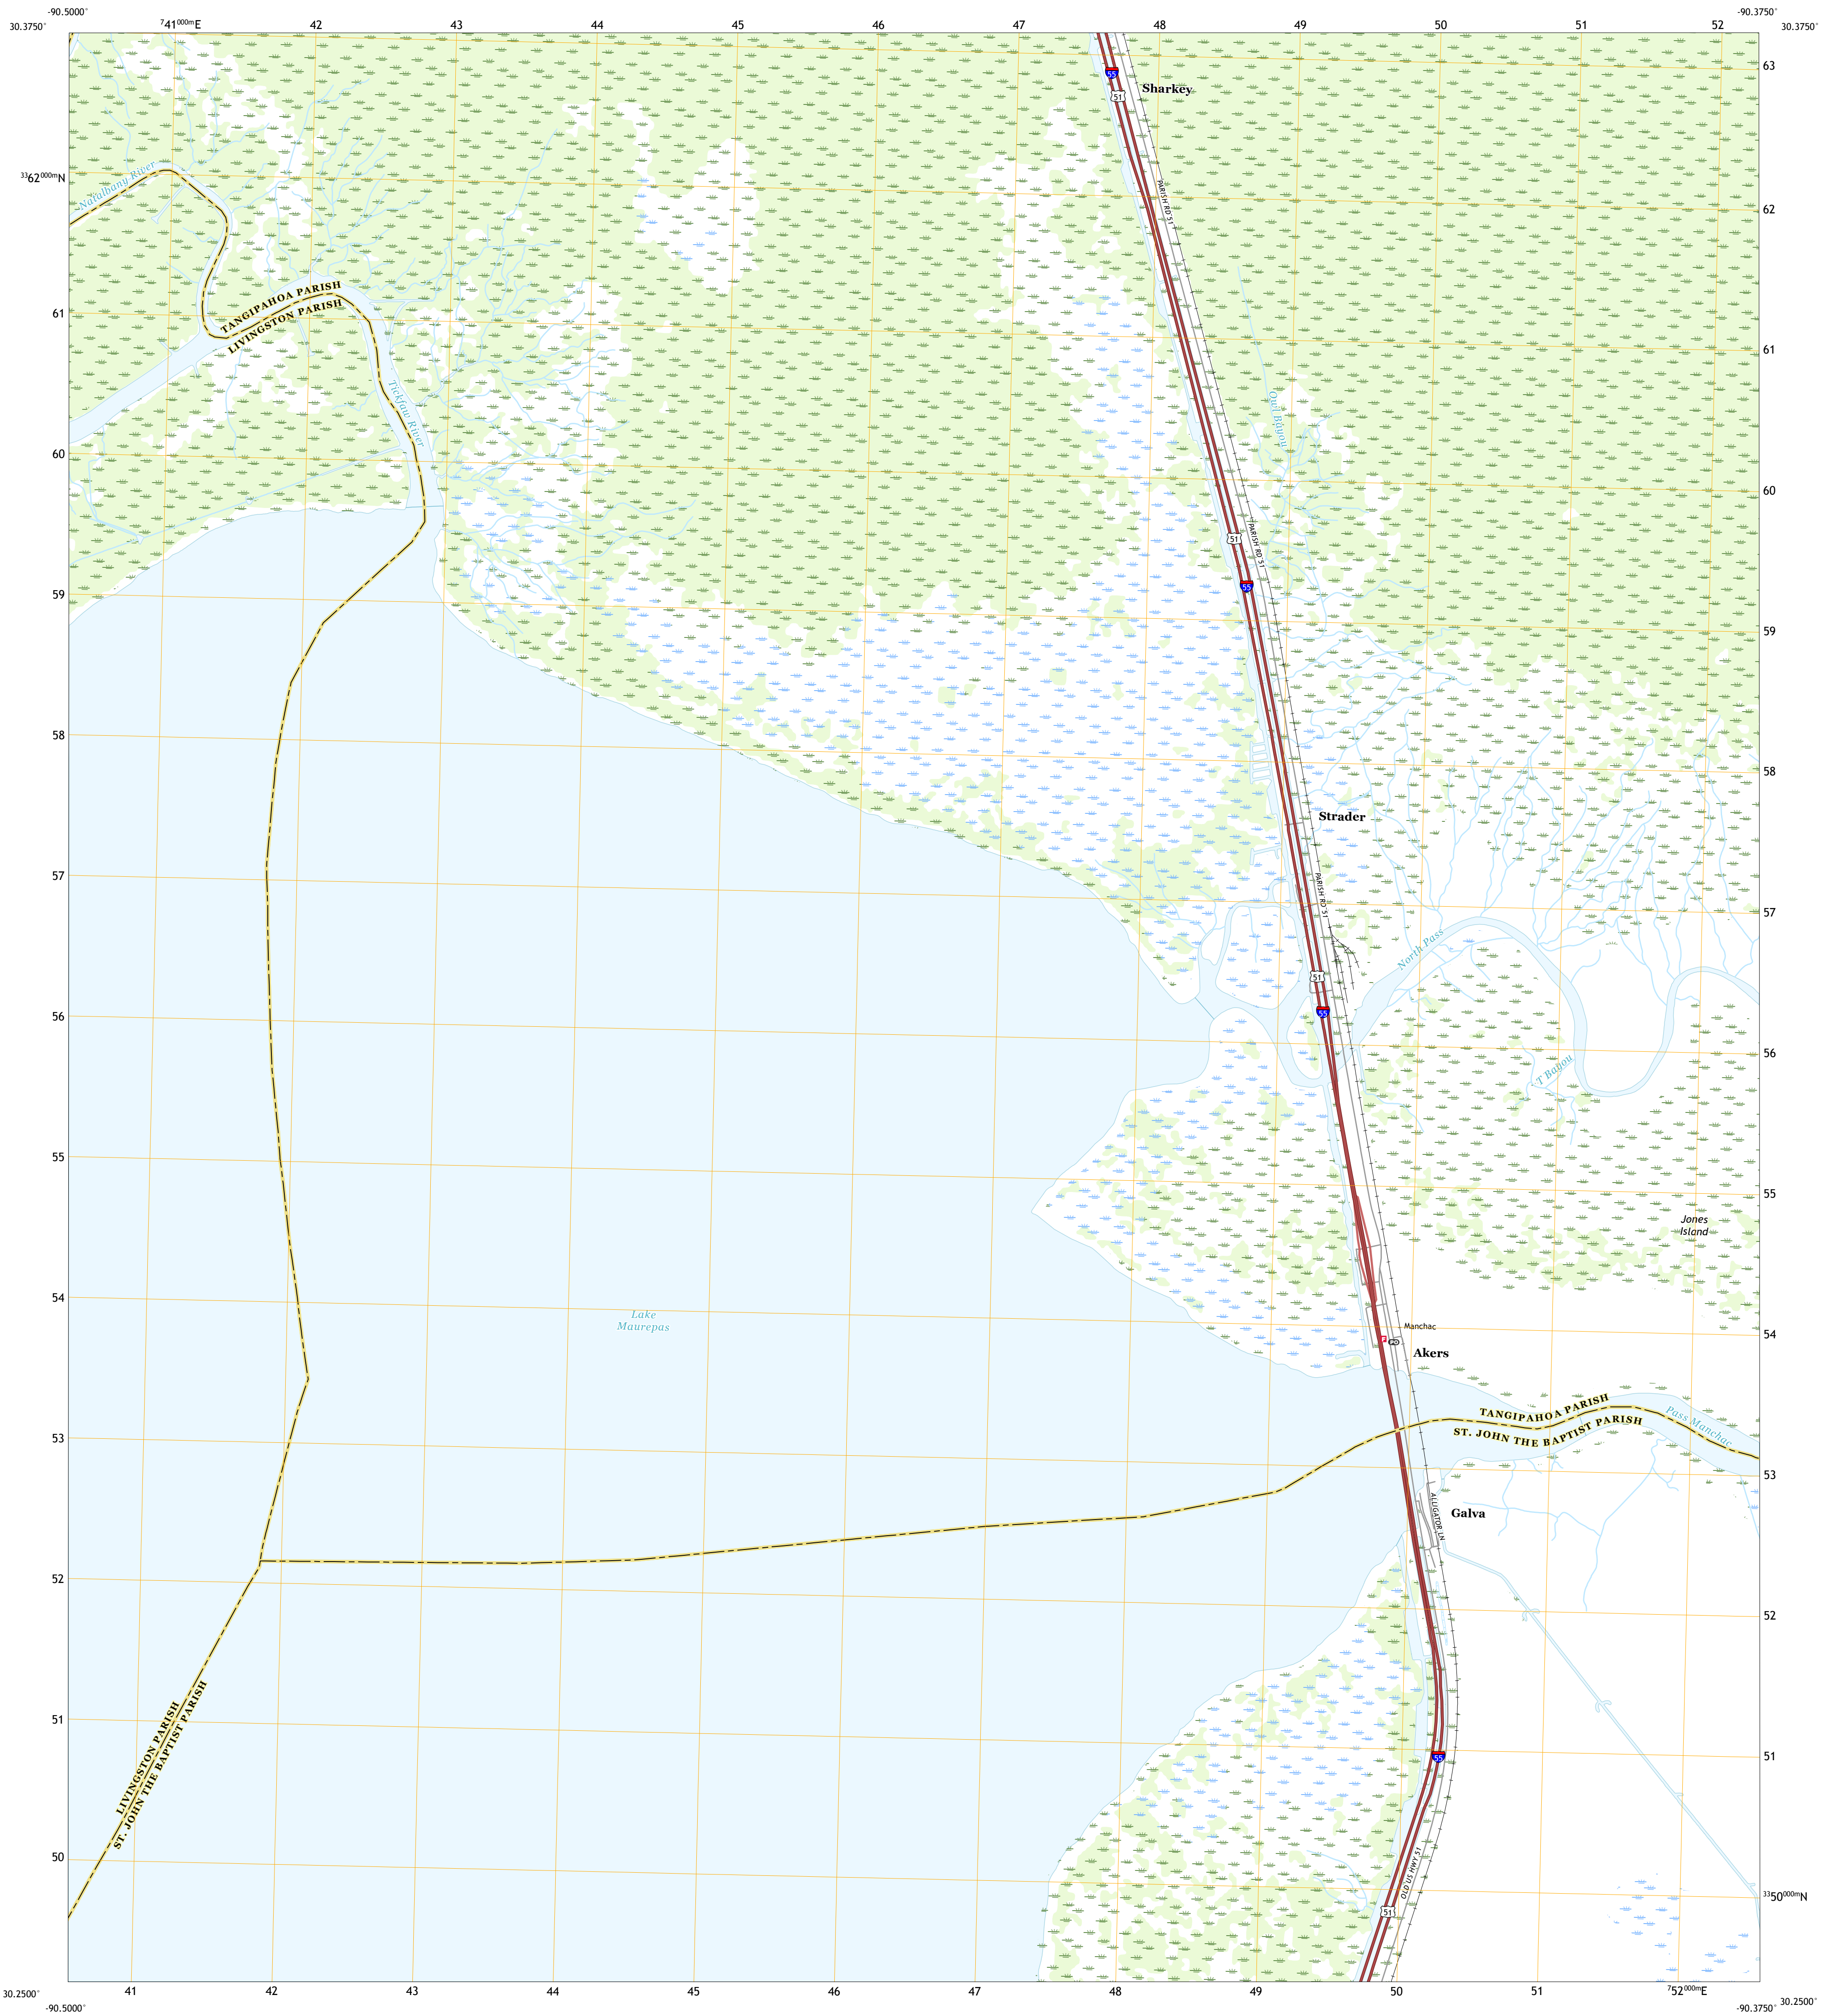 -90.5000°
-90.3750°
30.3750°
⁷41⁰⁰⁰ᵐE
42
43
44
45
46
47
48
49
50
51
52
30.3750°
63
55
51
Sharkey
Natalbany River
³³62⁰⁰⁰ᵐN
PARISH RD 51
62
TANGIPAHOA PARISH
LIVINGSTON PARISH
61
61
Tickfaw River
Owl Bayou
60
60
51
PARISH RD 51
55
59
59
58
58
Strader
57
PARISH RD 51
57
North Pass
51
55
56
56
T Bayou
55
55
Jones
Island
54
Lake
Maurepas
Manchac
54
Akers
TANGIPAHOA PARISH
ST. JOHN THE BAPTIST PARISH
Pass Manchac
53
53
ALLIGATOR LN
Galva
52
52
LIVINGSTON PARISH
ST. JOHN THE BAPTIST PARISH
51
55
51
50
OLD US HWY 51
51
³³50⁰⁰⁰ᵐN
30.2500°
41
42
43
44
45
46
47
48
49
50
51
⁷52⁰⁰⁰ᵐE
30.2500°
-90.5000°
-90.3750°